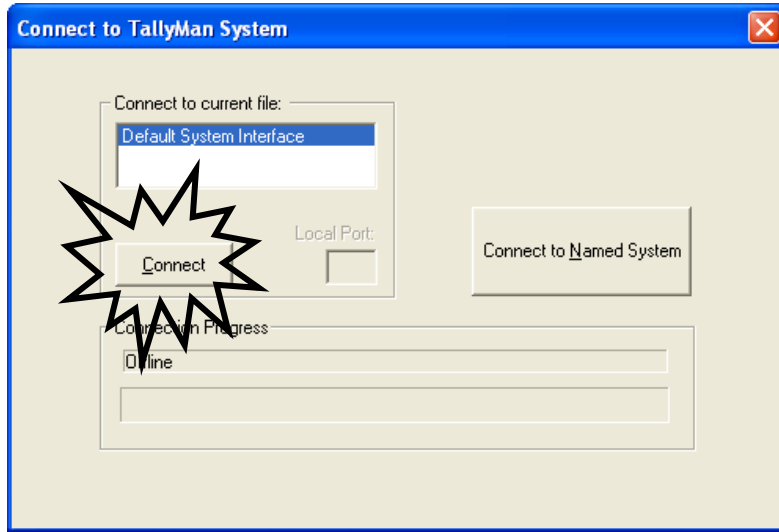 Connect to TallyMan System
Connect to current file:
Default System Interface
Local Port:
Connect
Connect to Named System
Connection Progress
Offline